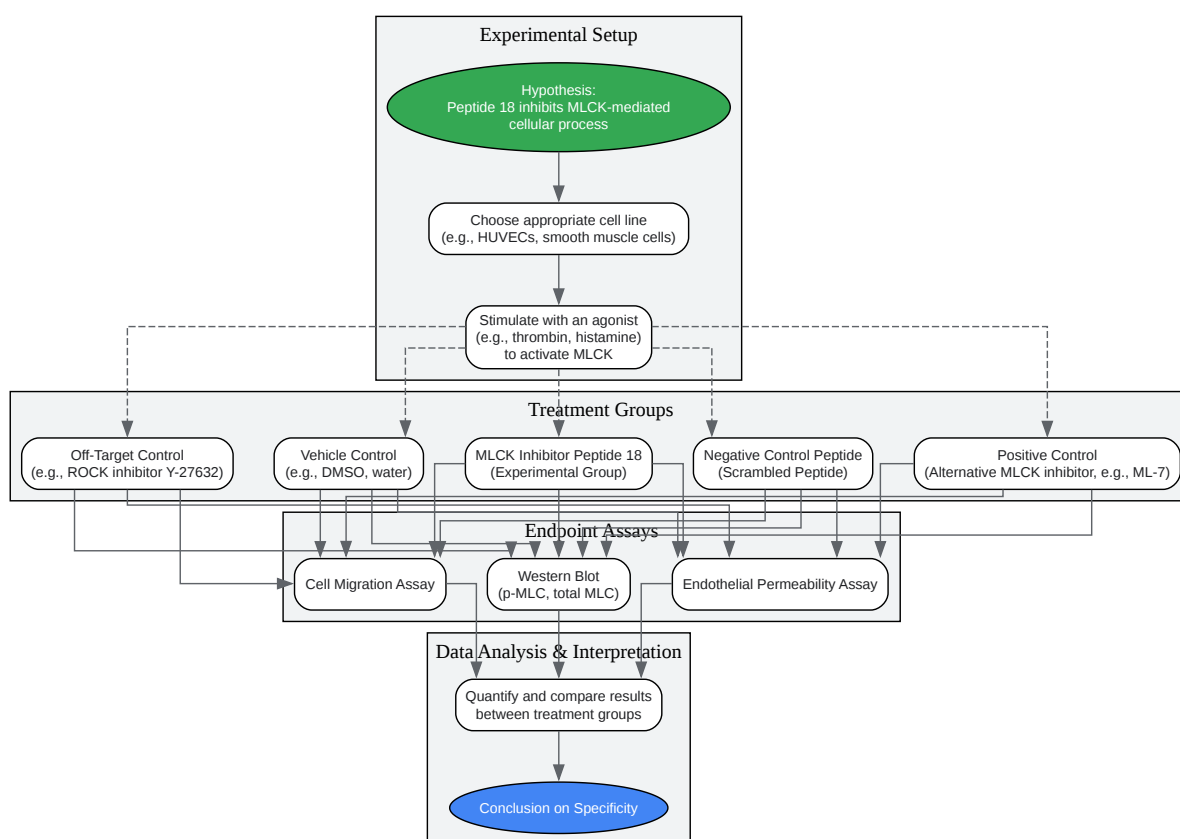 Experimental Setup
Hypothesis:
Peptide 18 inhibits MLCK-mediated
cellular process
Choose appropriate cell line
(e.g., HUVECs, smooth muscle cells)
Stimulate with an agonist
(e.g., thrombin, histamine)
to activate MLCK
Treatment Groups
Off-Target Control
(e.g., ROCK inhibitor Y-27632)
Vehicle Control
(e.g., DMSO, water)
MLCK Inhibitor Peptide 18
(Experimental Group)
Negative Control Peptide
(Scrambled Peptide)
Positive Control
(Alternative MLCK inhibitor, e.g., ML-7)
Endpoint Assays
Cell Migration Assay
Western Blot
(p-MLC, total MLC)
Endothelial Permeability Assay
Data Analysis & Interpretation
Quantify and compare results
between treatment groups
Conclusion on Specificity